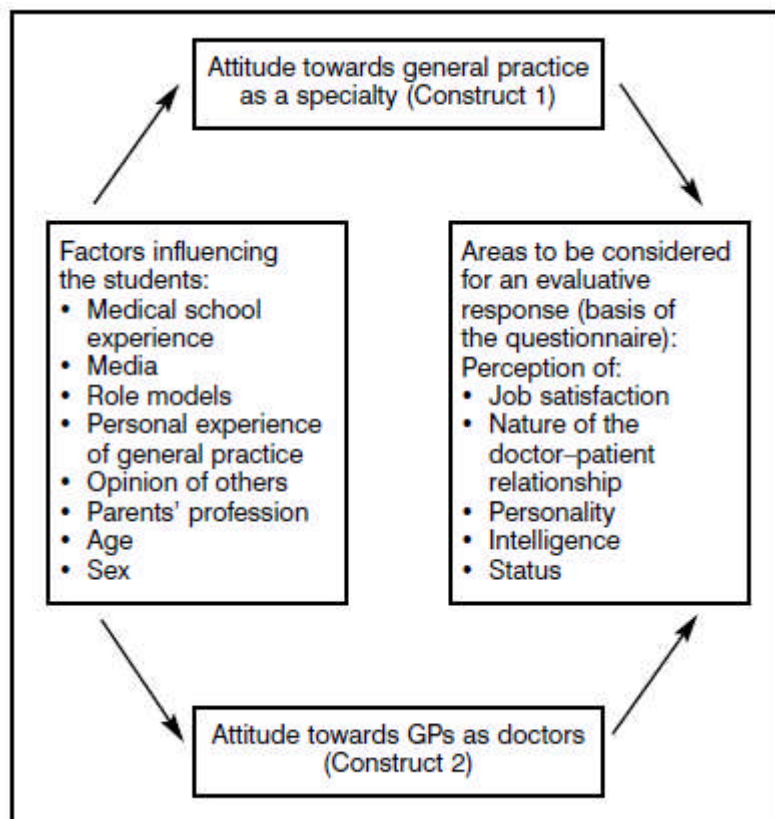 Attitude towards general practice
as a specialty (Construct 1)
Factors influencing
the students:
• Medical school
experience
• Media
• Role models
• Personal experience
of general practice
• Opinion of others
• Parents’ profession
• Age
• Sex
Areas to be considered
for an evaluative
response (basis of
the questionnaire):
Perception of:
• Job satisfaction
• Nature of the
doctor–patient
relationship
• Personality
• Intelligence
• Status
Attitude towards GPs as doctors
(Construct 2)